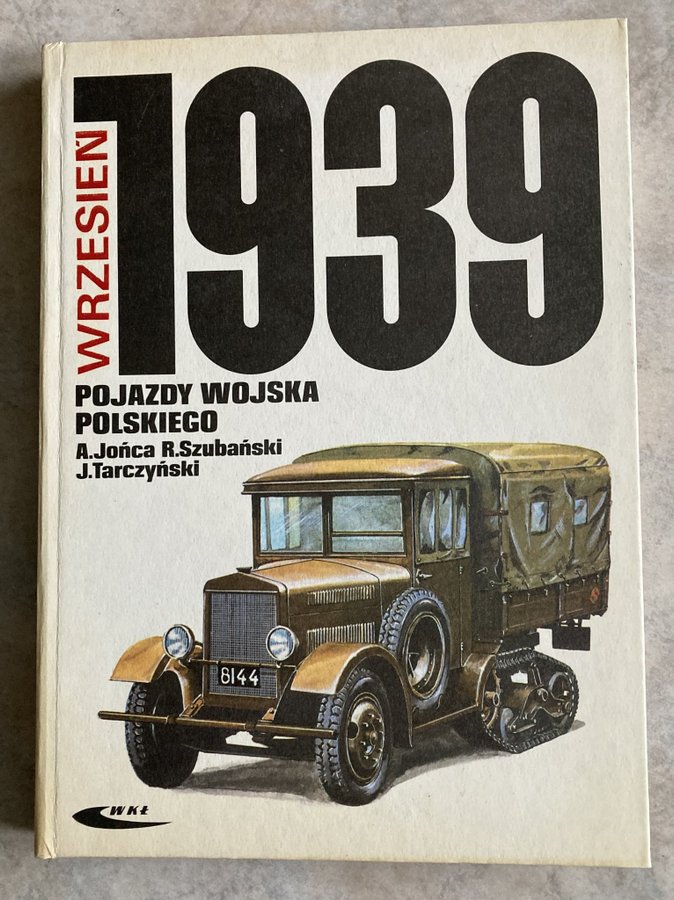 WRZESIEŃ
1939
POJAZDY WOJSKA
POLSKIEGO
A.Jońca R.Szubański
J.Tarczyński
8144
WKŁ